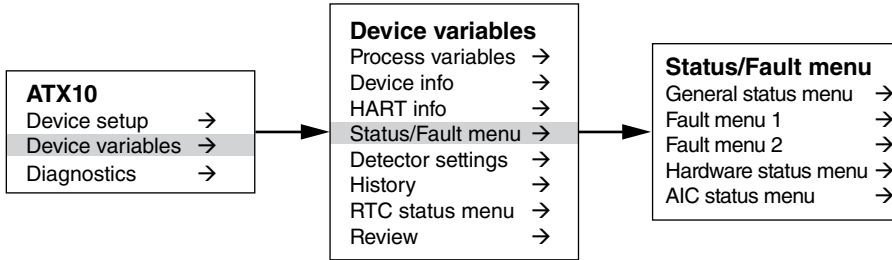 ATX10
Device setup →
Device variables →
Diagnostics →
Device variables
Process variables →
Device info →
HART info →
Status/Fault menu →
Detector settings →
History →
RTC status menu →
Review →
Status/Fault menu
General status menu →
Fault menu 1 →
Fault menu 2 →
Hardware status menu →
AIC status menu →